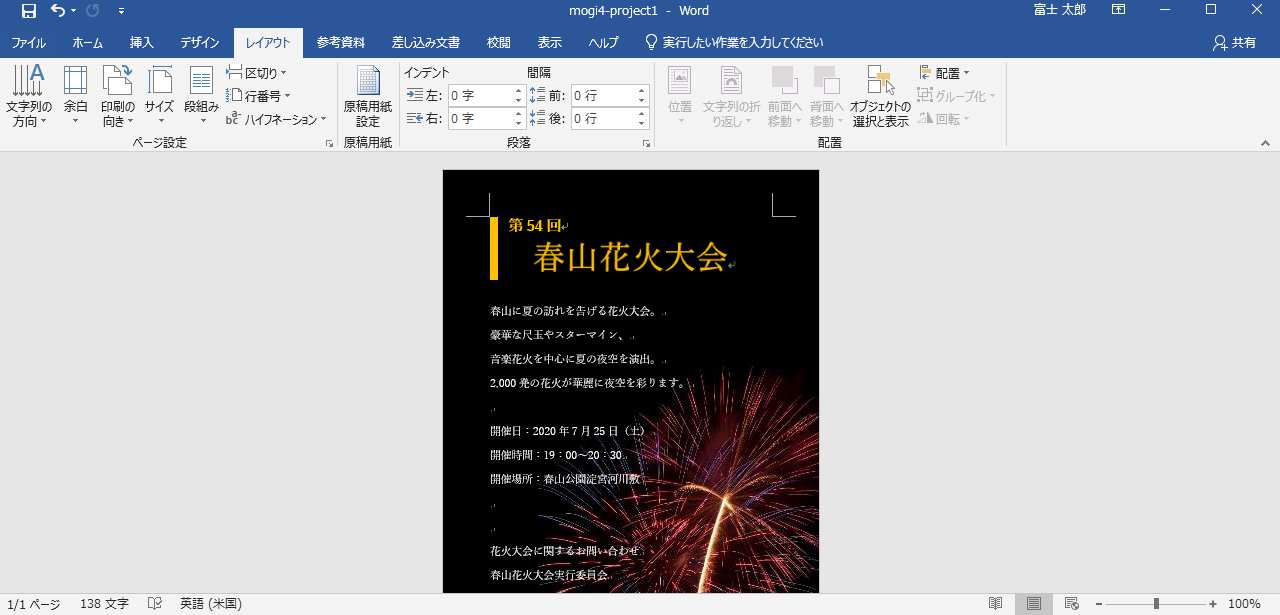 mogi4-project1 - Word
富士 太郎
ファイル ホーム 挿入 デザイン レイアウト 参考資料 差し込み文書 校閲 表示 ヘルプ 実行したい作業を入力してください 共有
文字列の方向
余白
印刷の向き
サイズ
段組み
区切り
行番号
ハイフネーション
ページ設定
原稿用紙設定
原稿用紙
インデント
左: 0 字
右: 0 字
間隔
前: 0 行
後: 0 行
段落
位置
文字列の折り返し
前面へ移動
背面へ移動
オブジェクトの選択と表示
配置
グループ化
回転
配置
第 54 回
春山花火大会
春山に夏の訪れを告げる花火大会。
豪華な尺玉やスターマイン、
音楽花火を中心に夏の夜空を演出。
2,000 発の花火が華麗に夜空を彩ります。
開催日：2020 年 7 月 25 日（土）
開催時間：19：00～20：30
開催場所：春山公園淀宮河川敷
花火大会に関するお問い合わせ
春山花火大会実行委員会
1/1 ページ 138 文字 英語 (米国) 100%